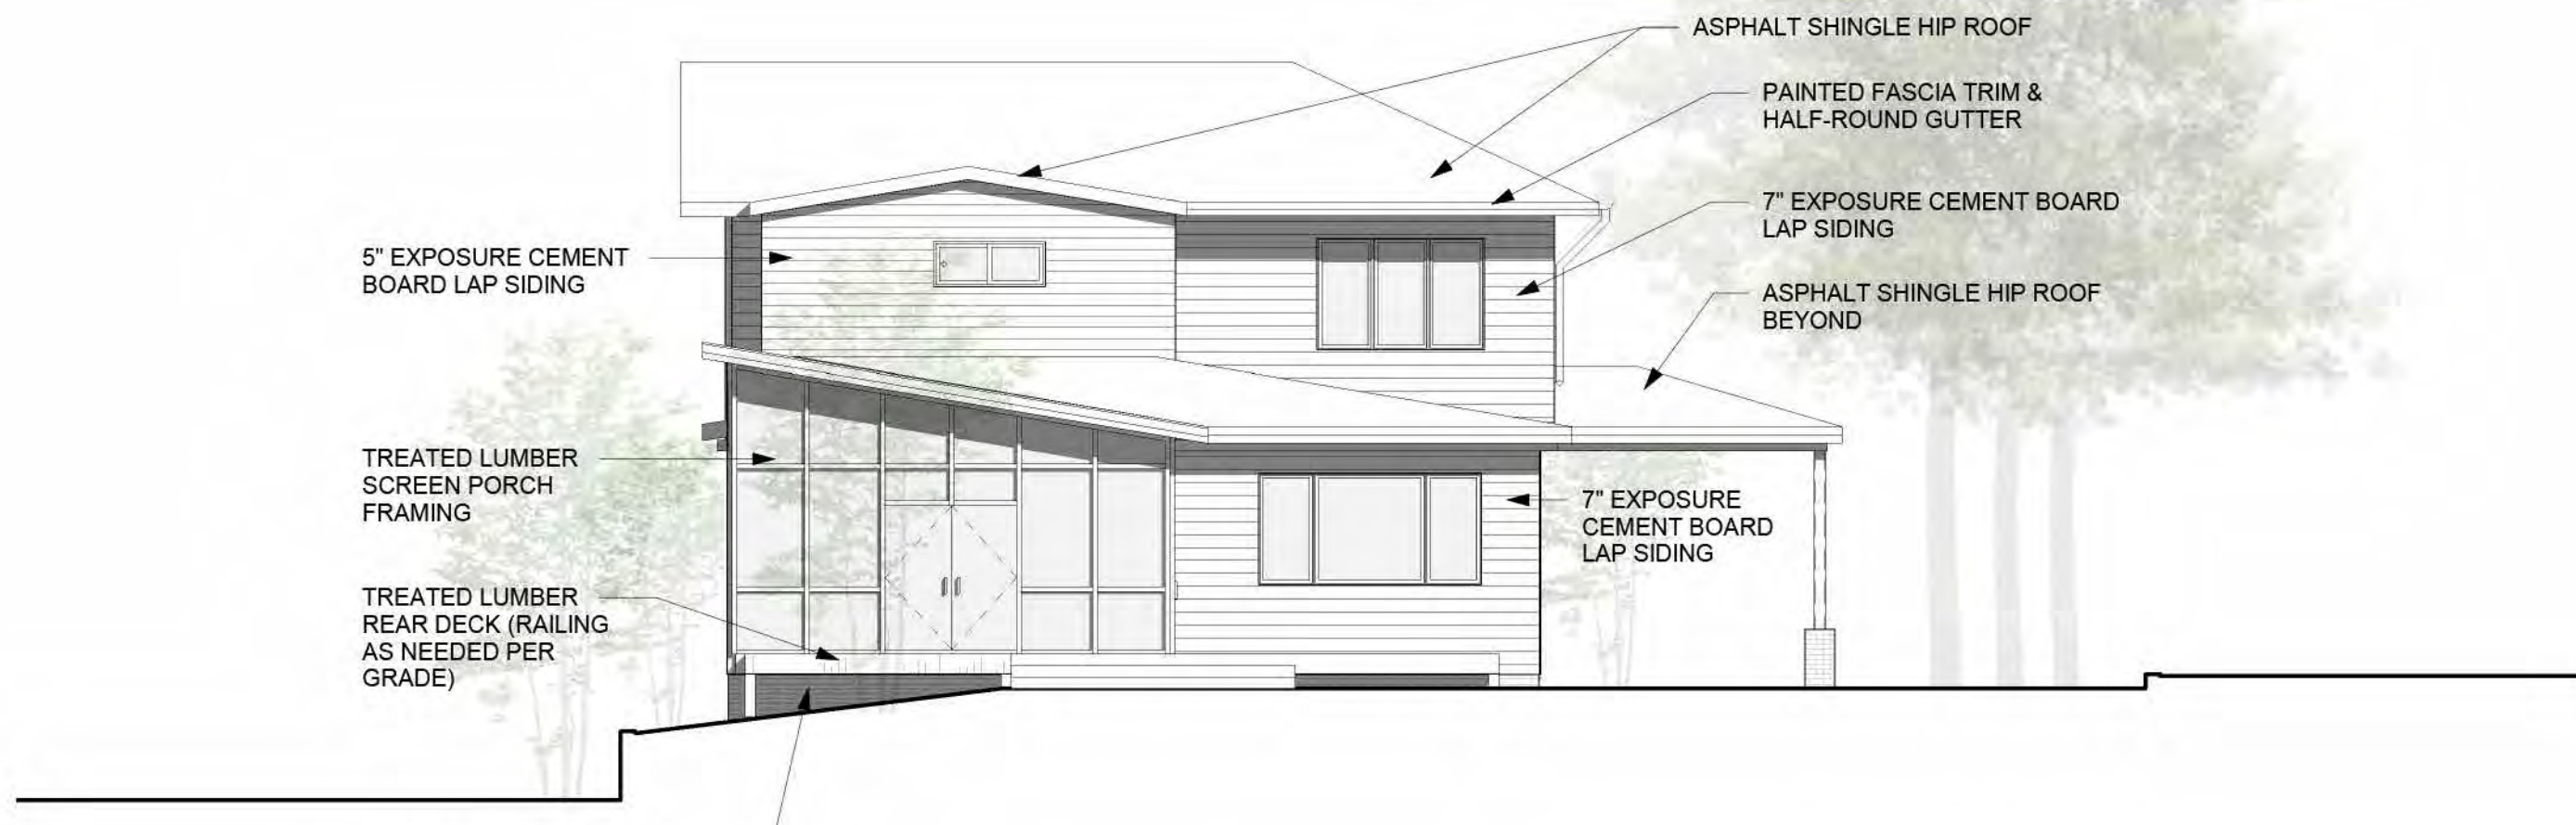 ASPHALT SHINGLE HIP ROOF
PAINTED FASCIA TRIM &
HALF-ROUND GUTTER
7" EXPOSURE CEMENT BOARD
LAP SIDING
5" EXPOSURE CEMENT
BOARD LAP SIDING
ASPHALT SHINGLE HIP ROOF
BEYOND
TREATED LUMBER
SCREEN PORCH
FRAMING
7" EXPOSURE
CEMENT BOARD
LAP SIDING
TREATED LUMBER
REAR DECK (RAILING
AS NEEDED PER
GRADE)